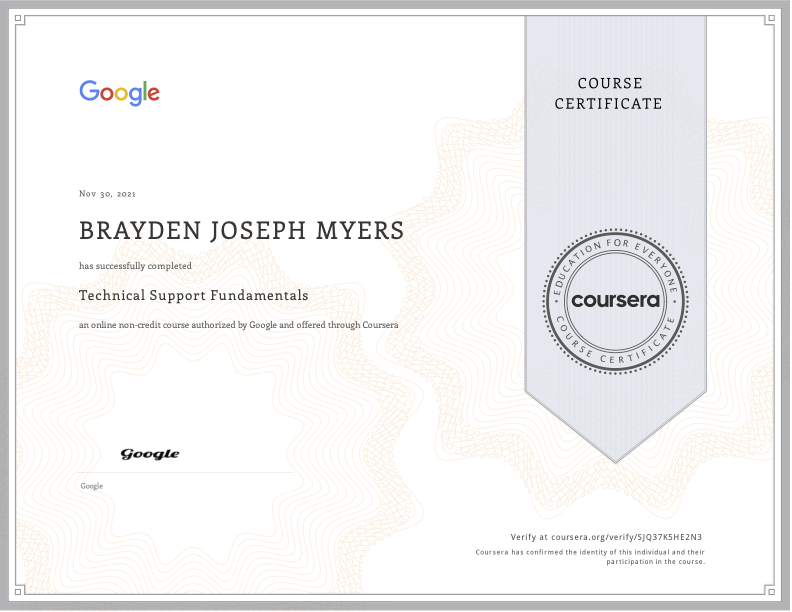 Google
COURSE
CERTIFICATE
Nov 30, 2021
BRAYDEN JOSEPH MYERS
has successfully completed
Technical Support Fundamentals
an online non-credit course authorized by Google and offered through Coursera
EDUCATION FOR EVERYONE
coursera
COURSE CERTIFICATE
Google
Google
Verify at coursera.org/verify/SJQ37K5HE2N3
Coursera has confirmed the identity of this individual and their
participation in the course.